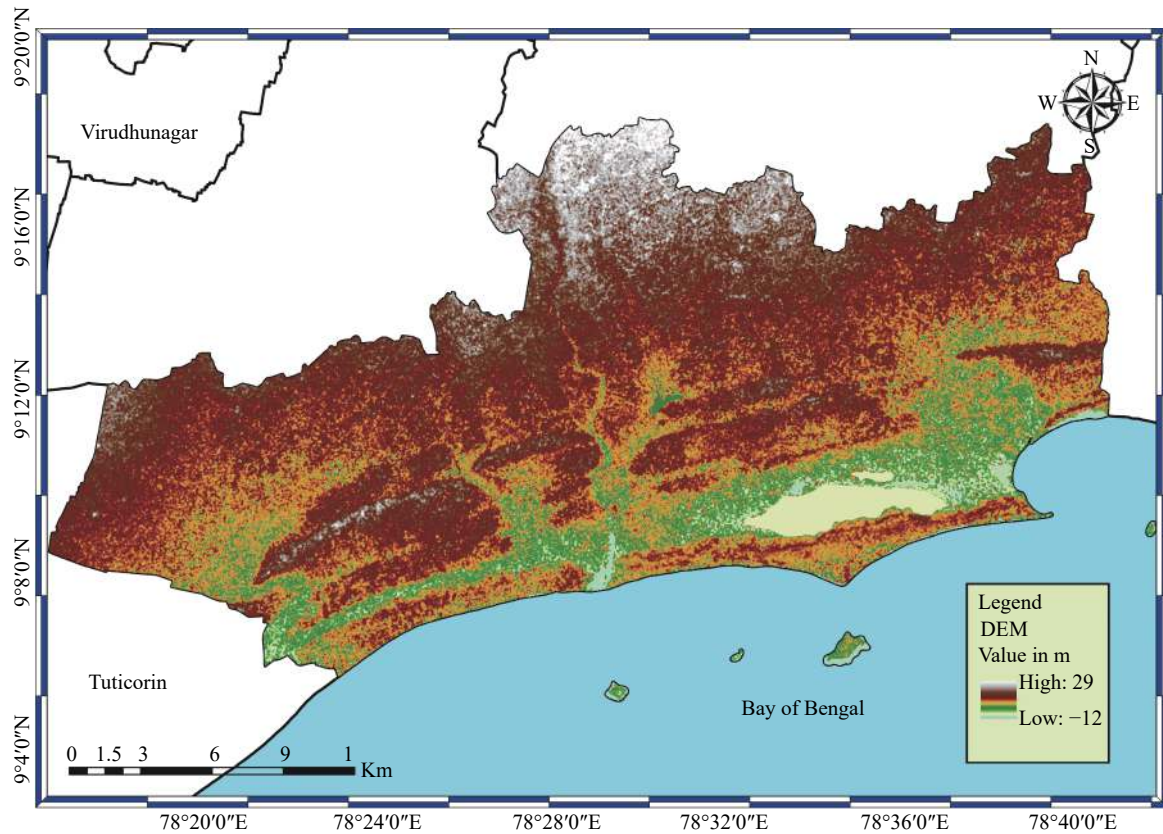 9°20′0″N
9°16′0″N
9°12′0″N
9°8′0″N
9°4′0″N
N
W E
S
Virudhunagar
Tuticorin
Bay of Bengal
Legend
DEM
Value in m
High: 29
Low: −12
0 1.5 3 6 9 1
Km
78°20′0″E 78°24′0″E 78°28′0″E 78°32′0″E 78°36′0″E 78°40′0″E